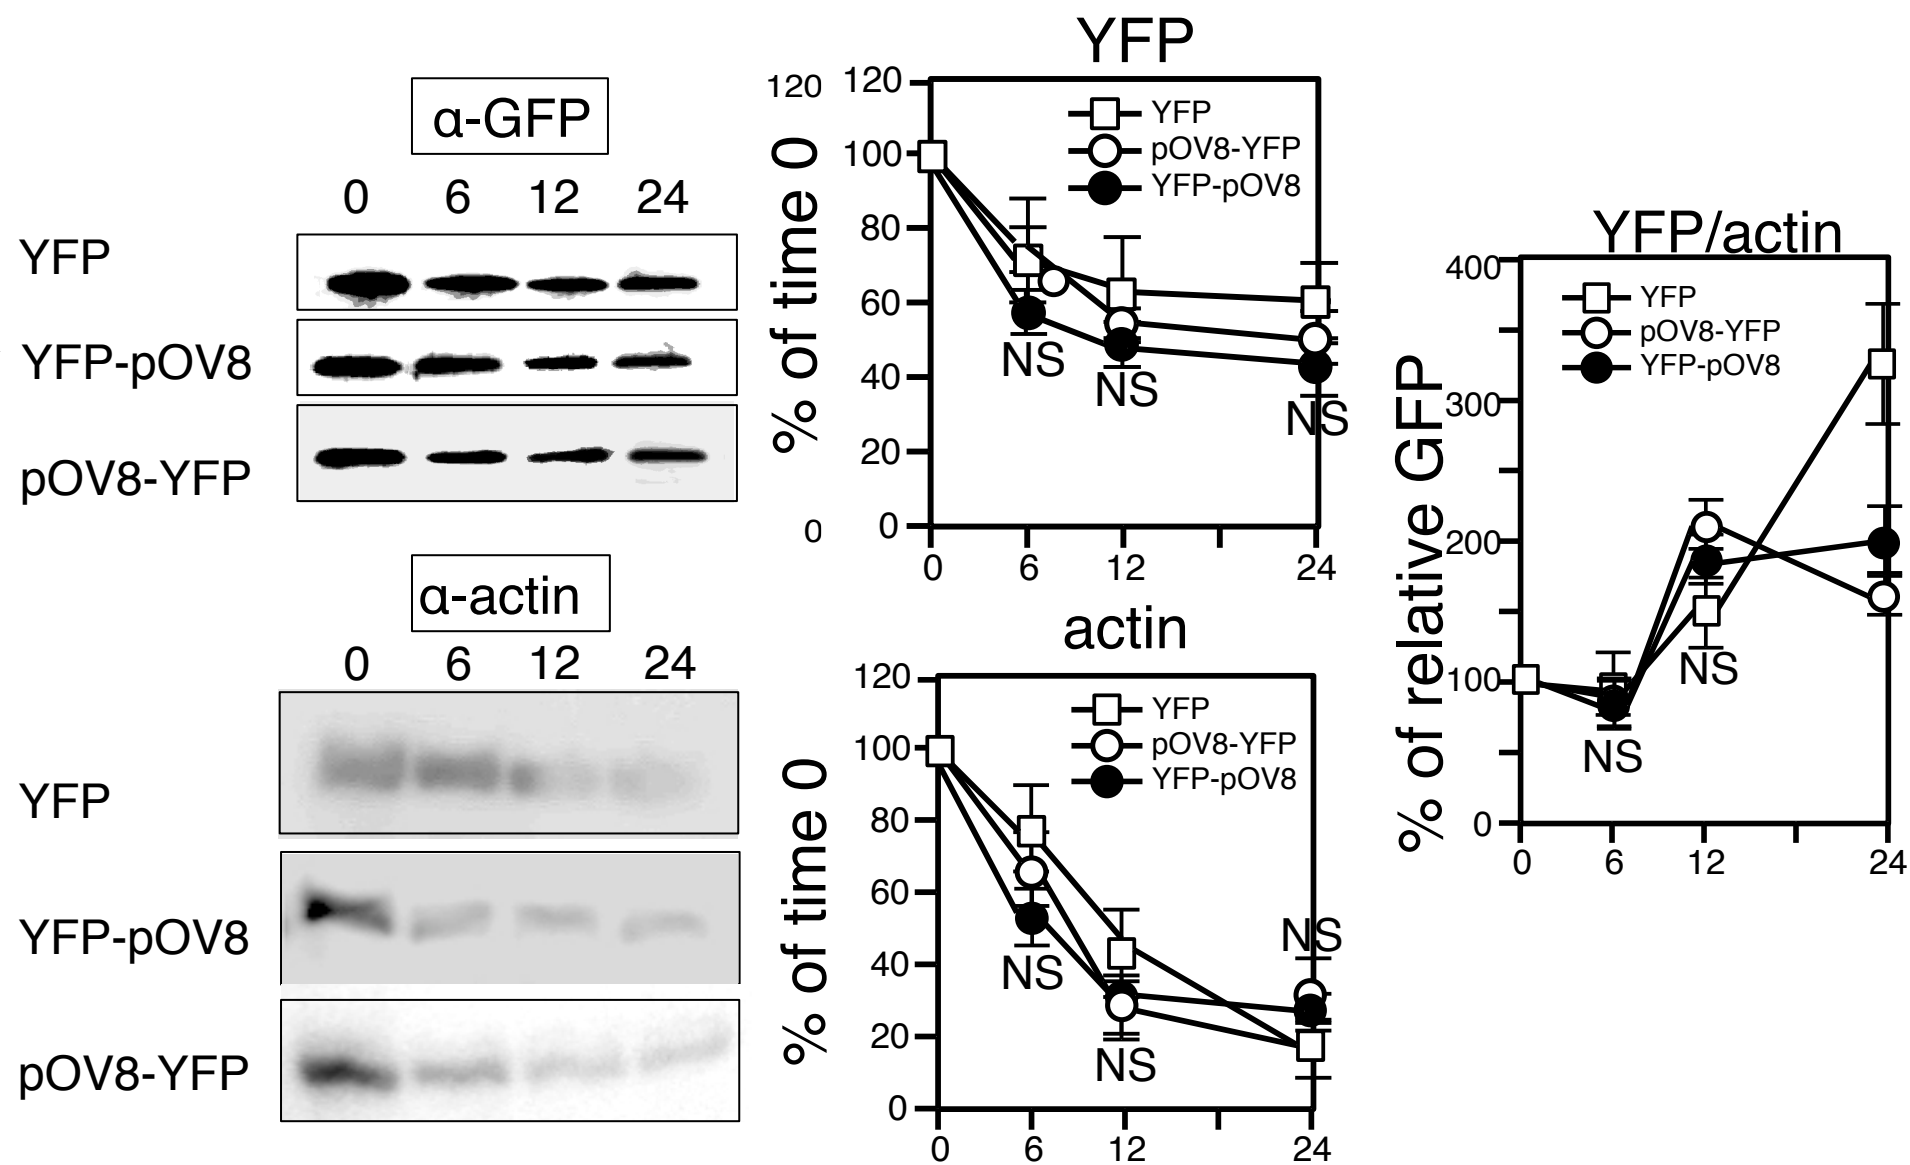 α-GFP
0 6 12 24
YFP
YFP-pOV8
pOV8-YFP
α-actin
0 6 12 24
YFP
YFP-pOV8
pOV8-YFP
YFP
120
0
% of time 0
120
100
80
60
40
20
0
YFP
pOV8-YFP
YFP-pOV8
NS
NS
NS
0 6 12 24
actin
% of time 0
120
100
80
60
40
20
0
YFP
pOV8-YFP
YFP-pOV8
NS
NS
NS
0 6 12 24
YFP/actin
% of relative GFP
400
300
200
100
0
YFP
pOV8-YFP
YFP-pOV8
NS
NS
0 6 12 24